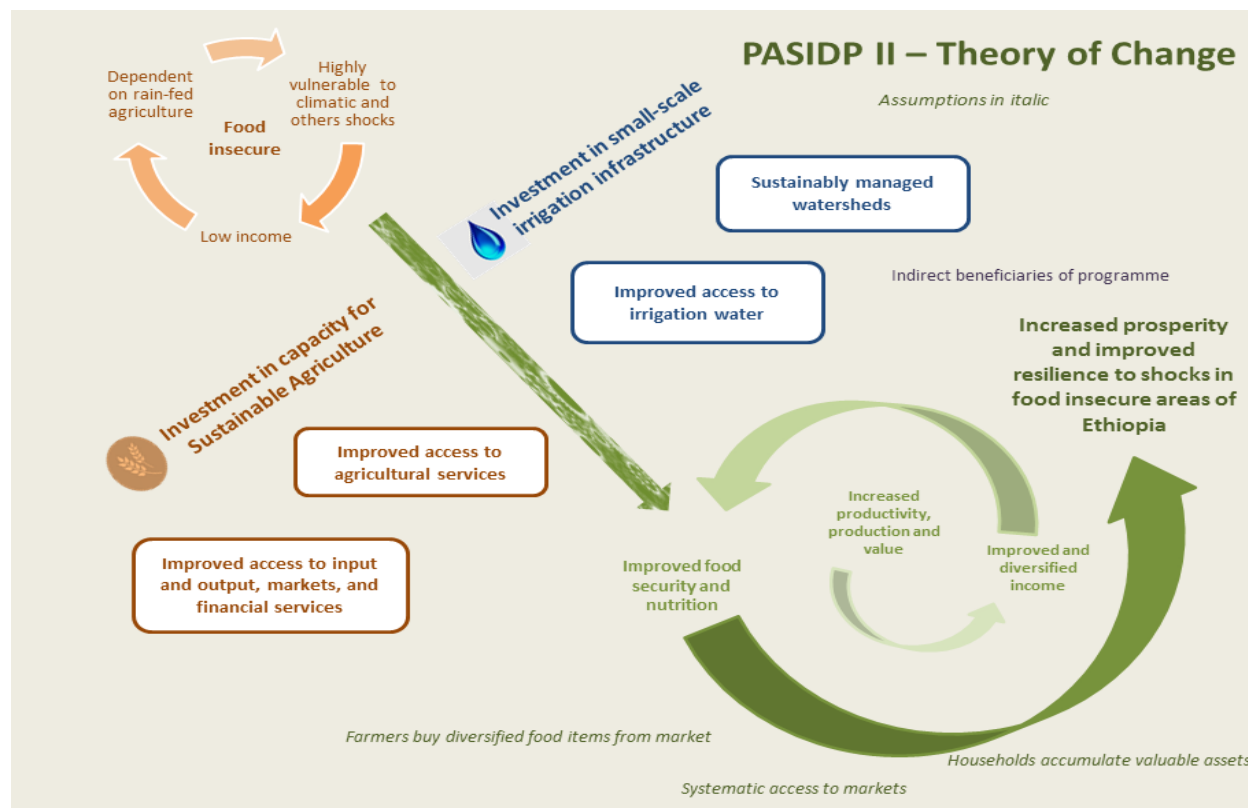 PASIDP II – Theory of Change
Assumptions in italic
Dependent
on rain-fed
agriculture
Highly
vulnerable to
climatic and
others shocks
Food
insecure
Low income
Investment in small-scale
irrigation infrastructure
Sustainably managed
watersheds
Improved access to
irrigation water
Indirect beneficiaries of programme
Increased prosperity
and improved
resilience to shocks in
food insecure areas of
Ethiopia
Investment in capacity for
Sustainable Agriculture
Improved access to
agricultural services
Improved access to input
and output, markets, and
financial services
Increased
productivity,
production and
value
Improved and
diversified
income
Improved food
security and
nutrition
Farmers buy diversified food items from market
Households accumulate valuable assets
Systematic access to markets